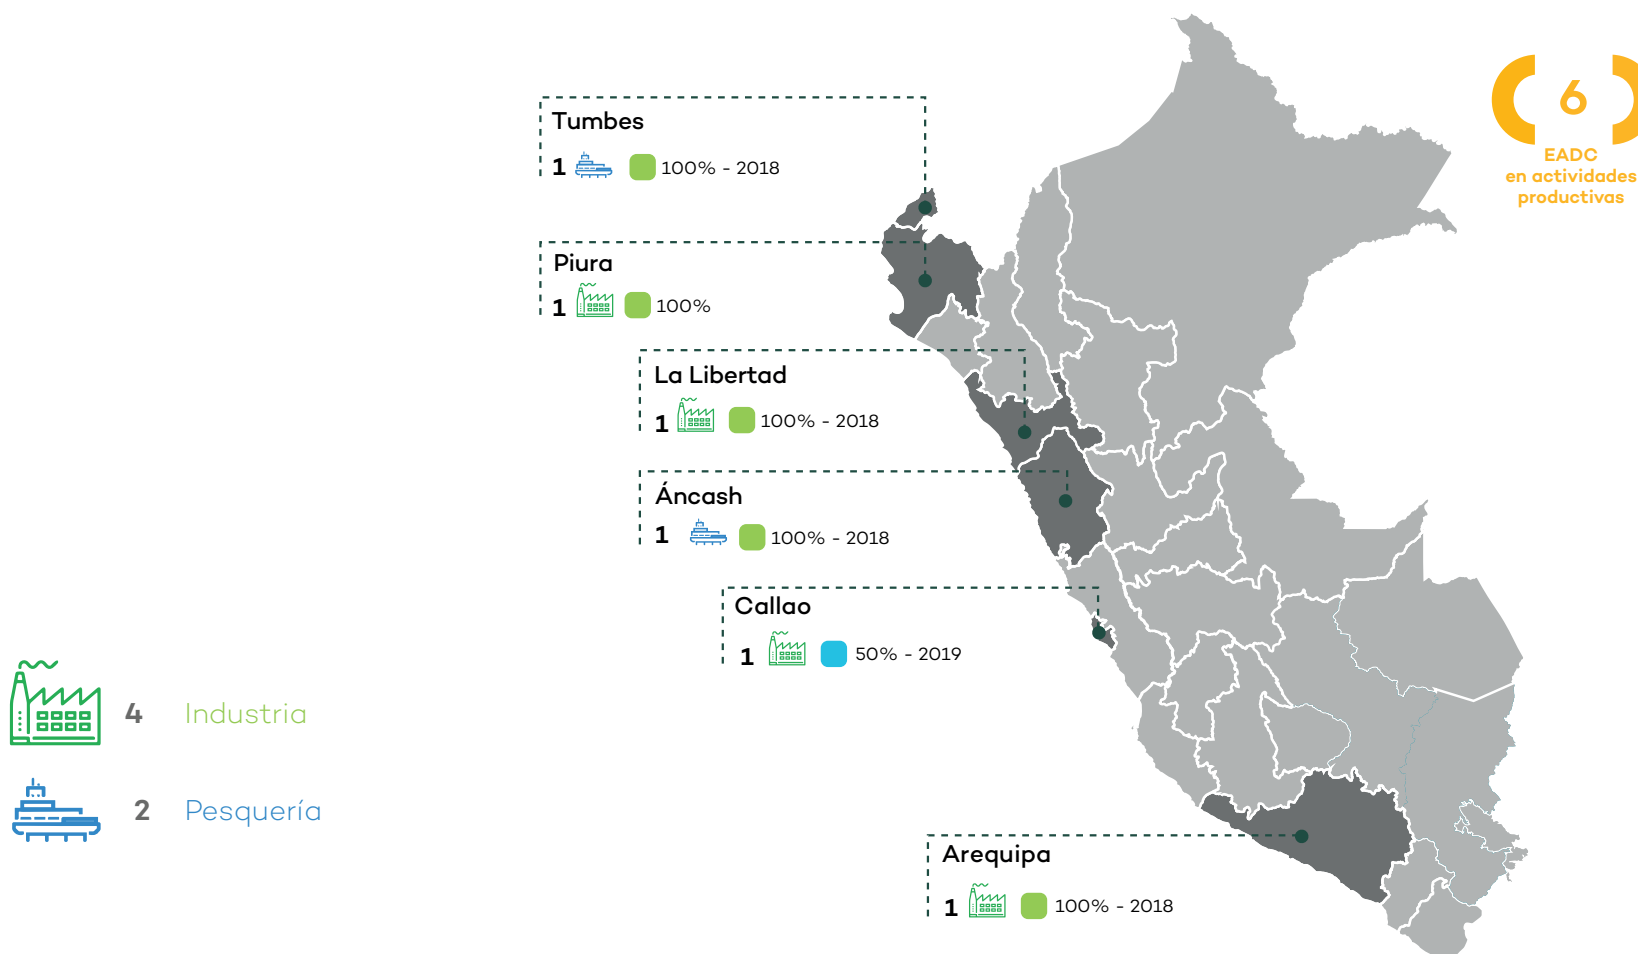 6
EADC
en actividades
productivas
Tumbes
1 100% - 2018
Piura
1 100%
La Libertad
1 100% - 2018
Áncash
1 100% - 2018
Callao
1 50% - 2019
4 Industria
2 Pesquería
Arequipa
1 100% - 2018